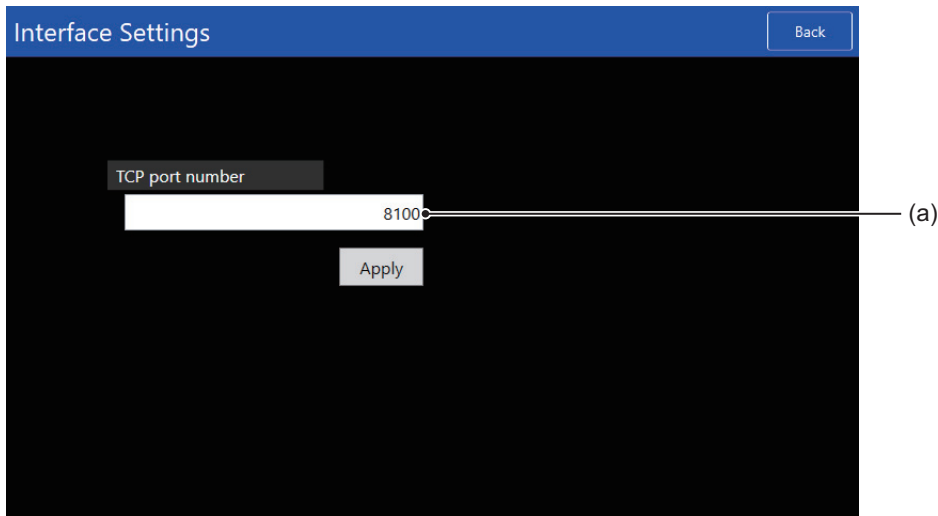 Interface Settings
Back
TCP port number
8100
(a)
Apply